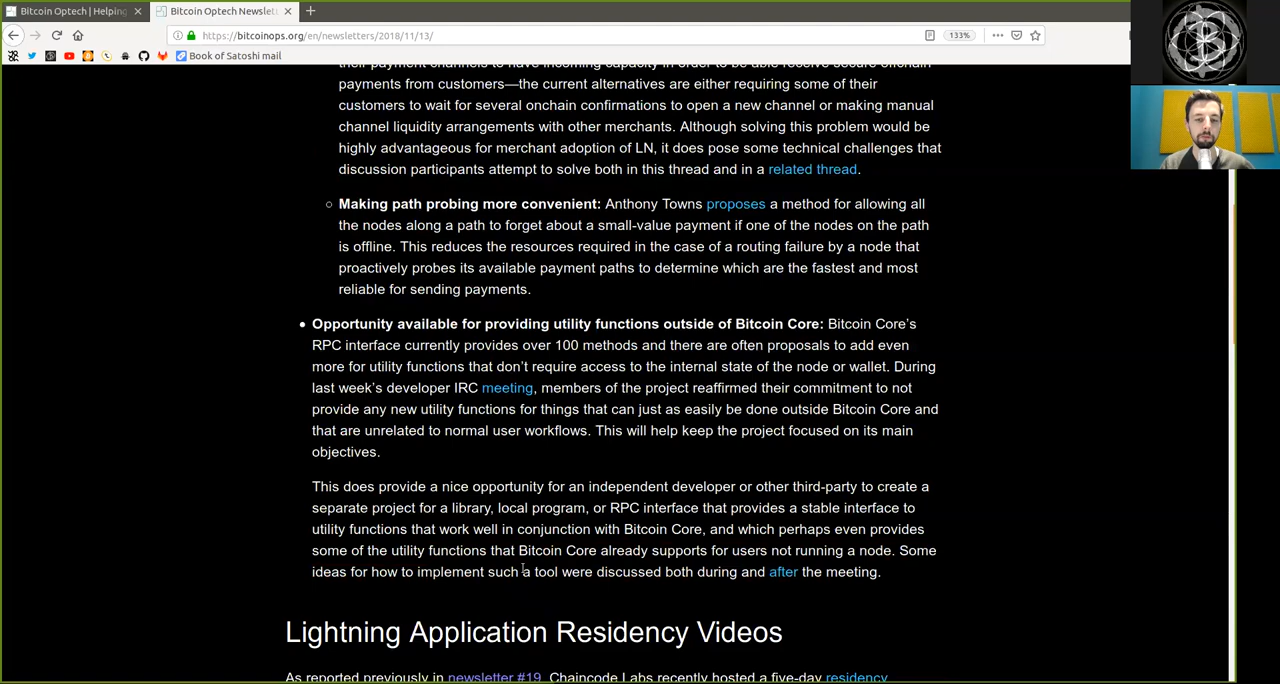 Bitcoin Optech | Helping
Bitcoin Optech Newslet
https://bitcoinops.org/en/newsletters/2018/11/13/
133%
Book of Satoshi mail
their payment channels to have incoming capacity in order to be able receive secure offchain
payments from customers—the current alternatives are either requiring some of their
customers to wait for several onchain confirmations to open a new channel or making manual
channel liquidity arrangements with other merchants. Although solving this problem would be
highly advantageous for merchant adoption of LN, it does pose some technical challenges that
discussion participants attempt to solve both in this thread and in a related thread.
Making path probing more convenient: Anthony Towns proposes a method for allowing all
the nodes along a path to forget about a small-value payment if one of the nodes on the path
is offline. This reduces the resources required in the case of a routing failure by a node that
proactively probes its available payment paths to determine which are the fastest and most
reliable for sending payments.
Opportunity available for providing utility functions outside of Bitcoin Core: Bitcoin Core's
RPC interface currently provides over 100 methods and there are often proposals to add even
more for utility functions that don't require access to the internal state of the node or wallet. During
last week's developer IRC meeting, members of the project reaffirmed their commitment to not
provide any new utility functions for things that can just as easily be done outside Bitcoin Core and
that are unrelated to normal user workflows. This will help keep the project focused on its main
objectives.
This does provide a nice opportunity for an independent developer or other third-party to create a
separate project for a library, local program, or RPC interface that provides a stable interface to
utility functions that work well in conjunction with Bitcoin Core, and which perhaps even provides
some of the utility functions that Bitcoin Core already supports for users not running a node. Some
ideas for how to implement such a tool were discussed both during and after the meeting.
Lightning Application Residency Videos
As reported previously in newsletter #19, Chaincode Labs recently hosted a five-day residency